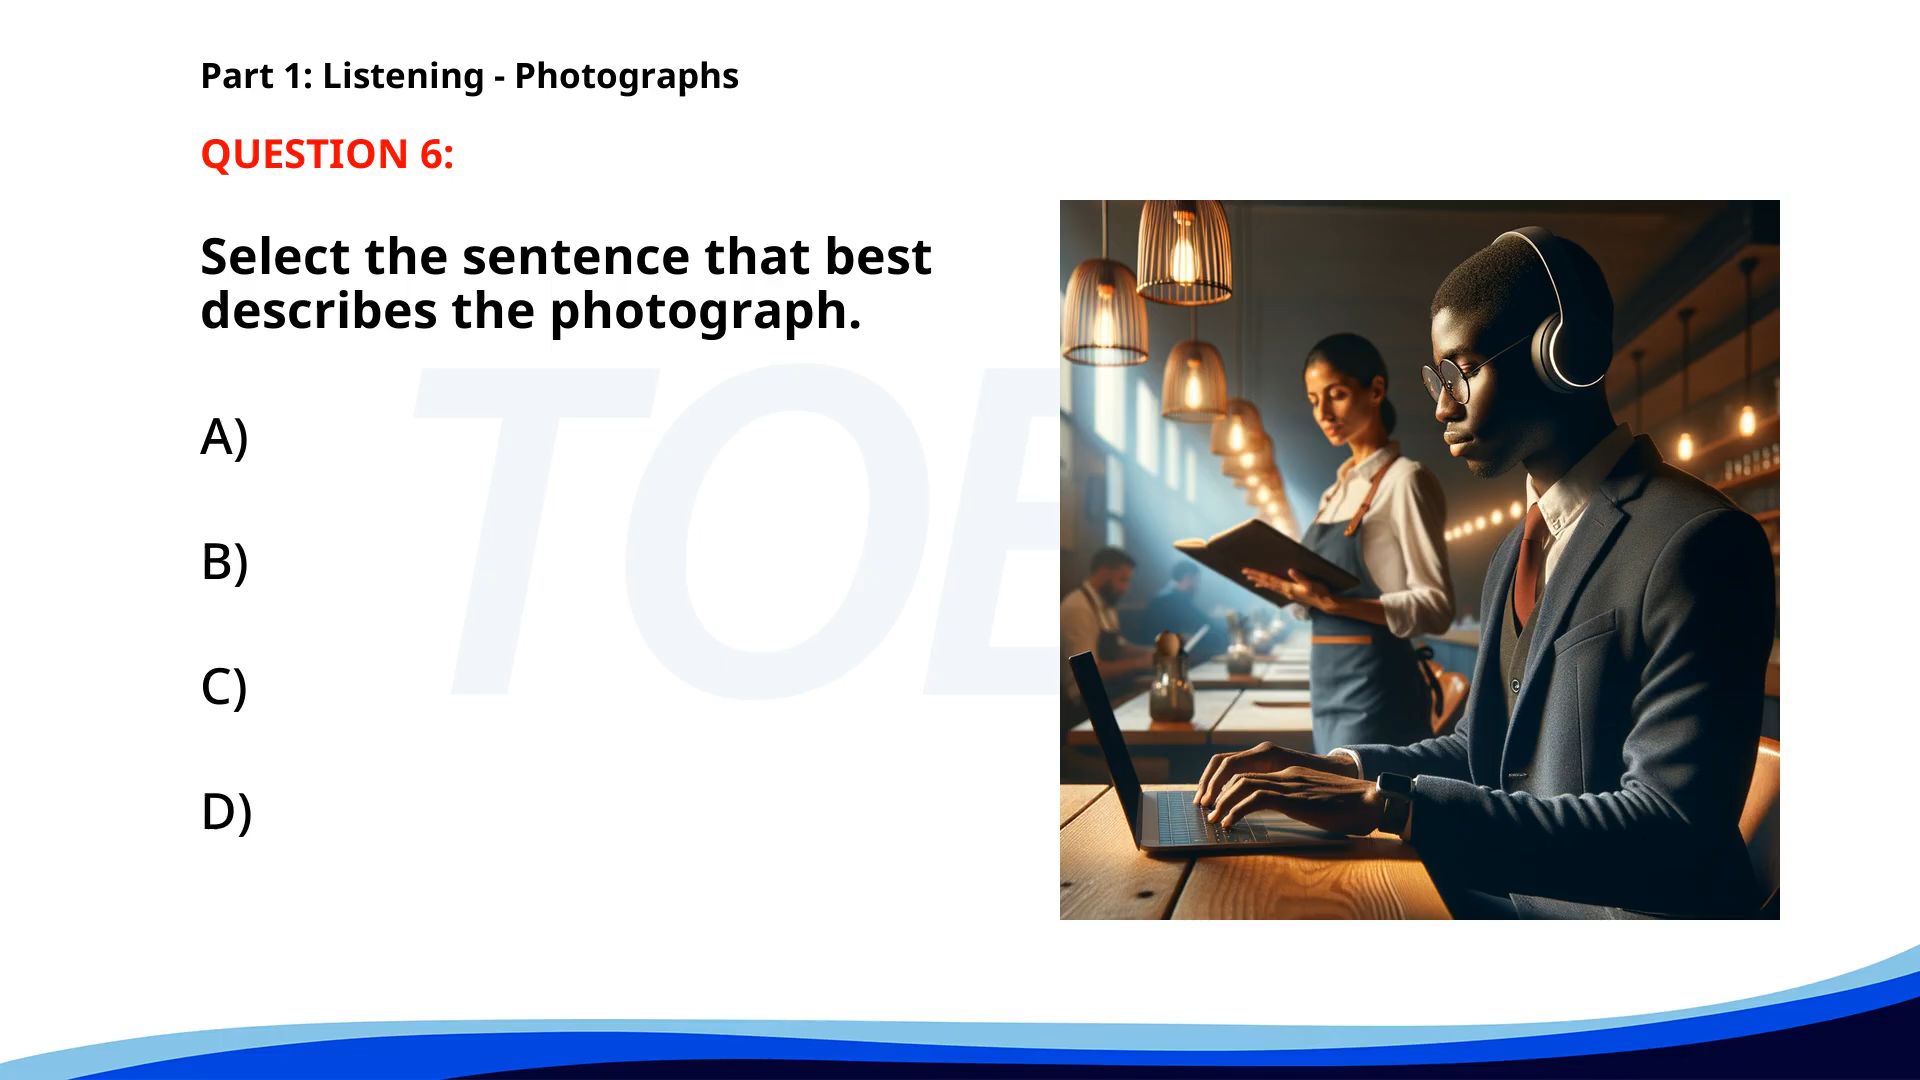 Part 1: Listening - Photographs
QUESTION 6:
Select the sentence that best
describes the photograph.
A)
B)
C)
D)